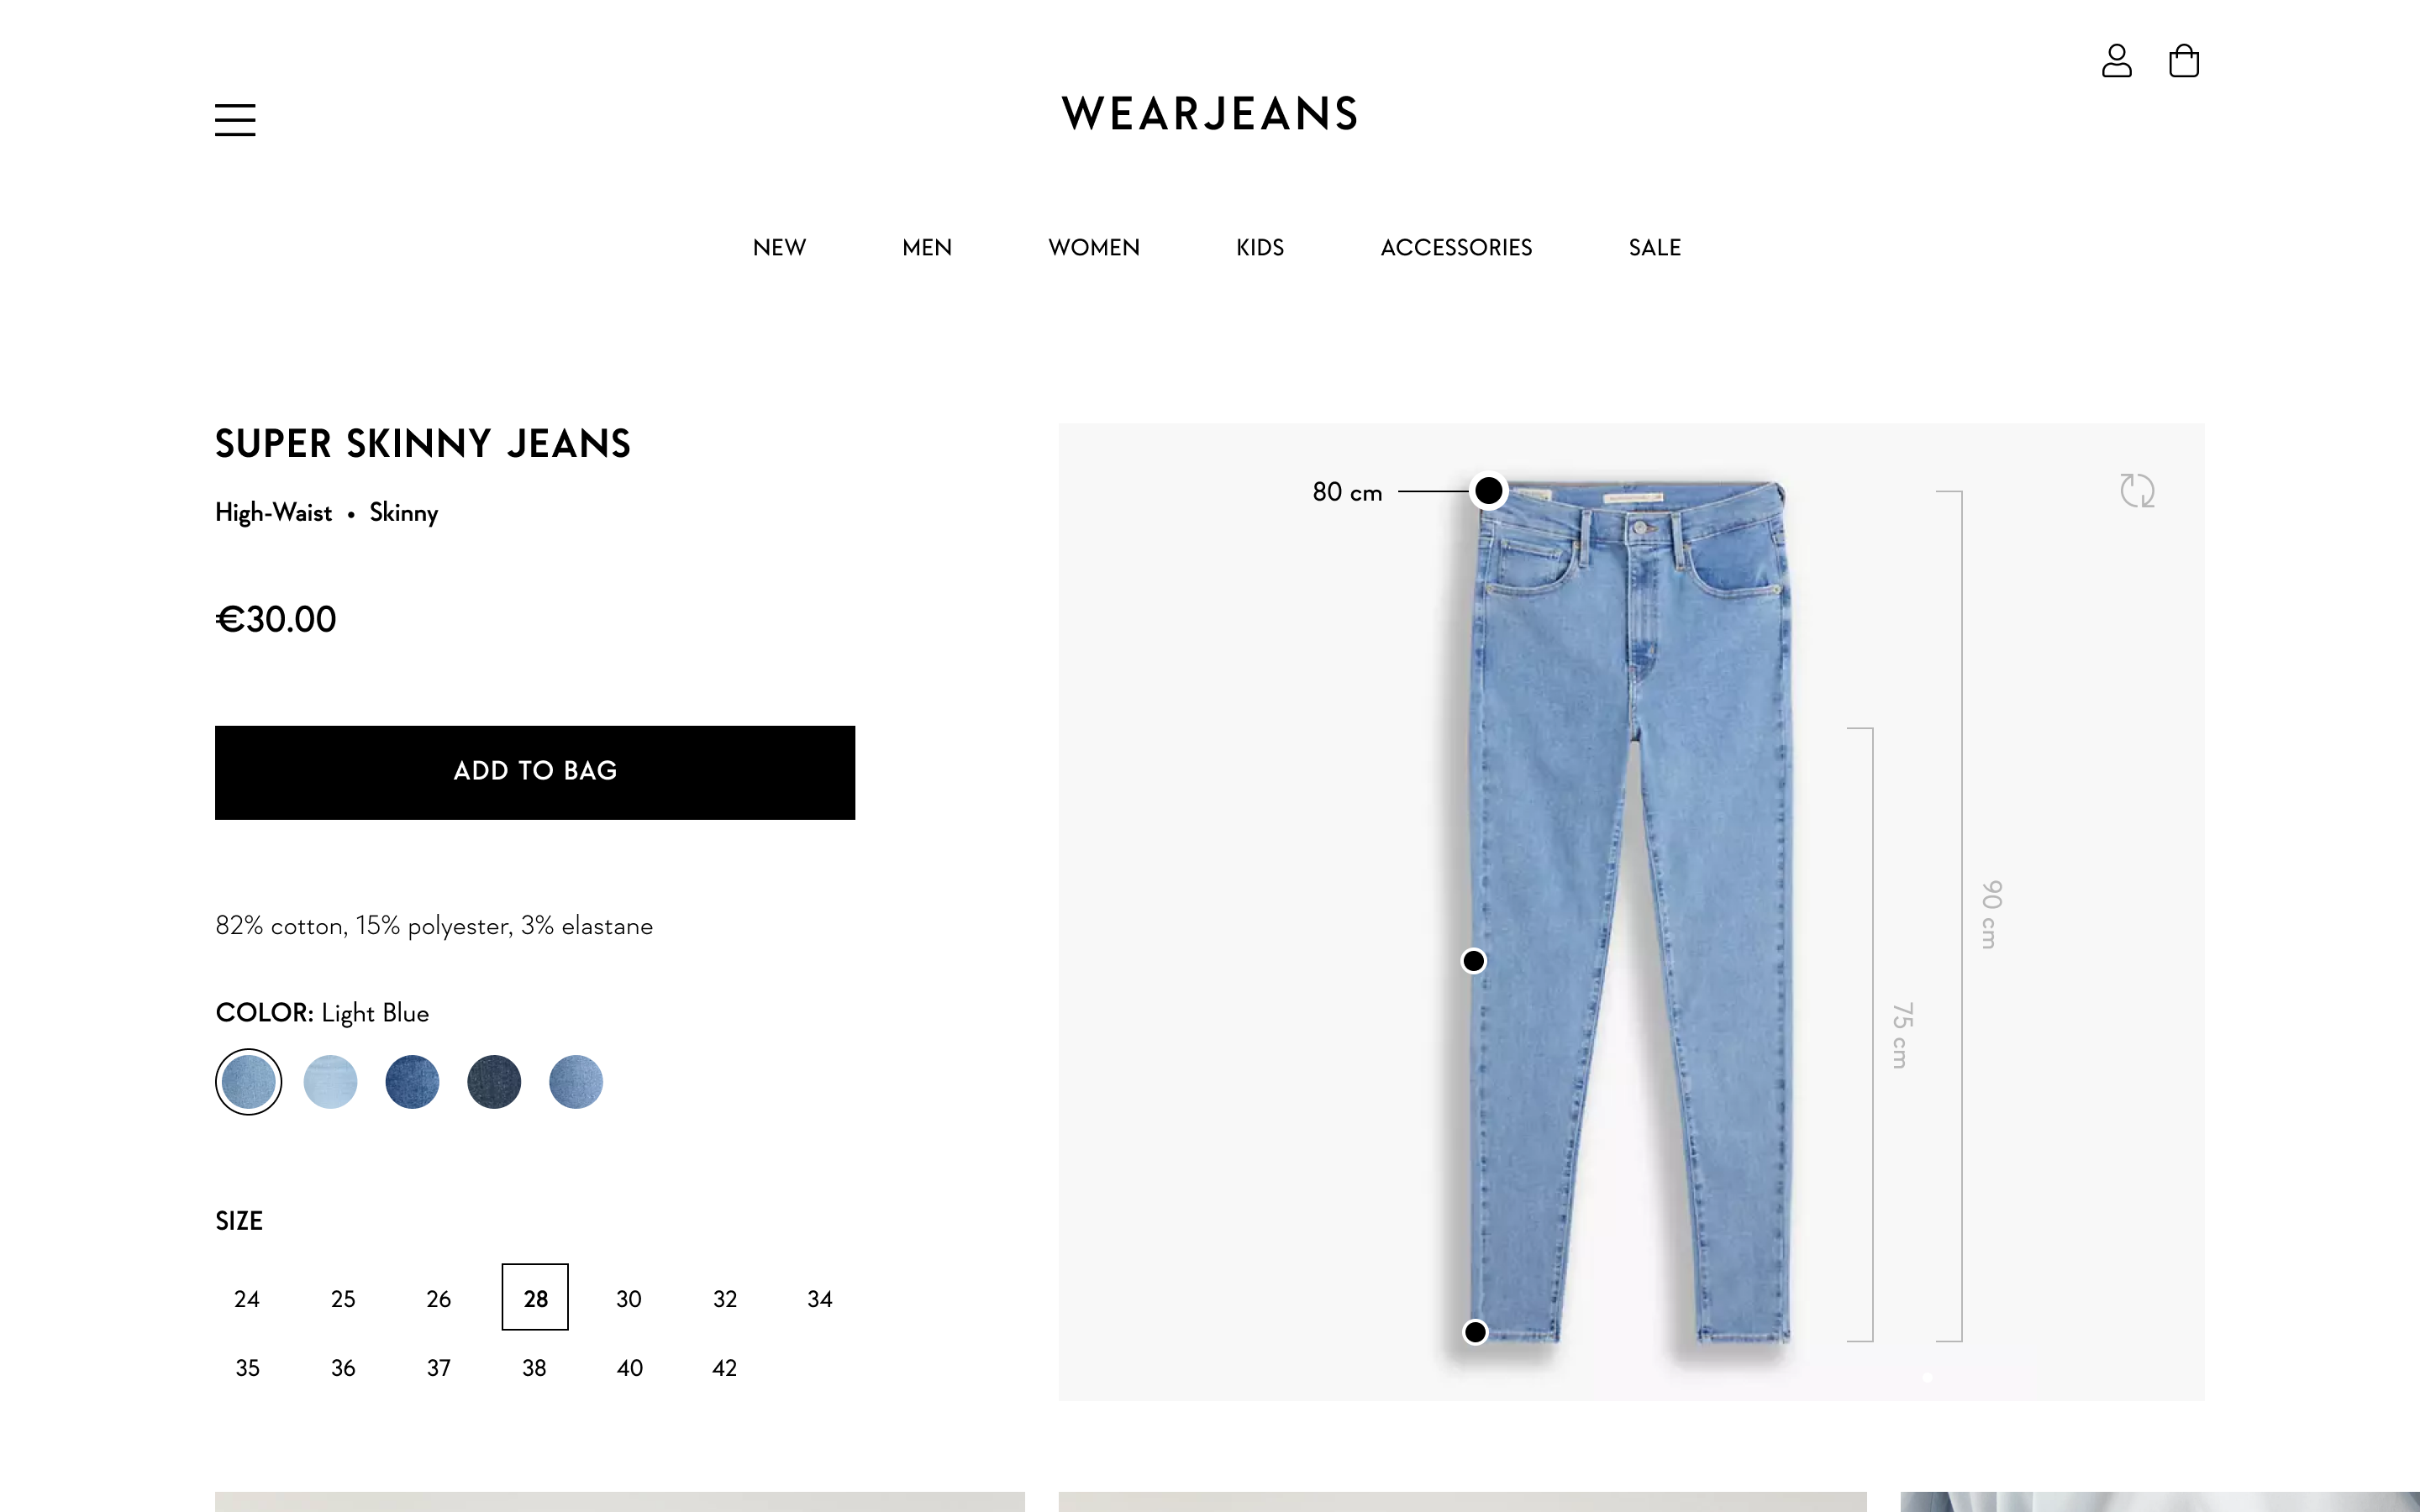 WEARJEANS
NEW MEN WOMEN KIDS ACCESSORIES SALE
SUPER SKINNY JEANS
High-Waist • Skinny
€30.00
ADD TO BAG
82% cotton, 15% polyester, 3% elastane
COLOR: Light Blue
SIZE
24 25 26 28 30 32 34
35 36 37 38 40 42
80 cm
90 cm
75 cm